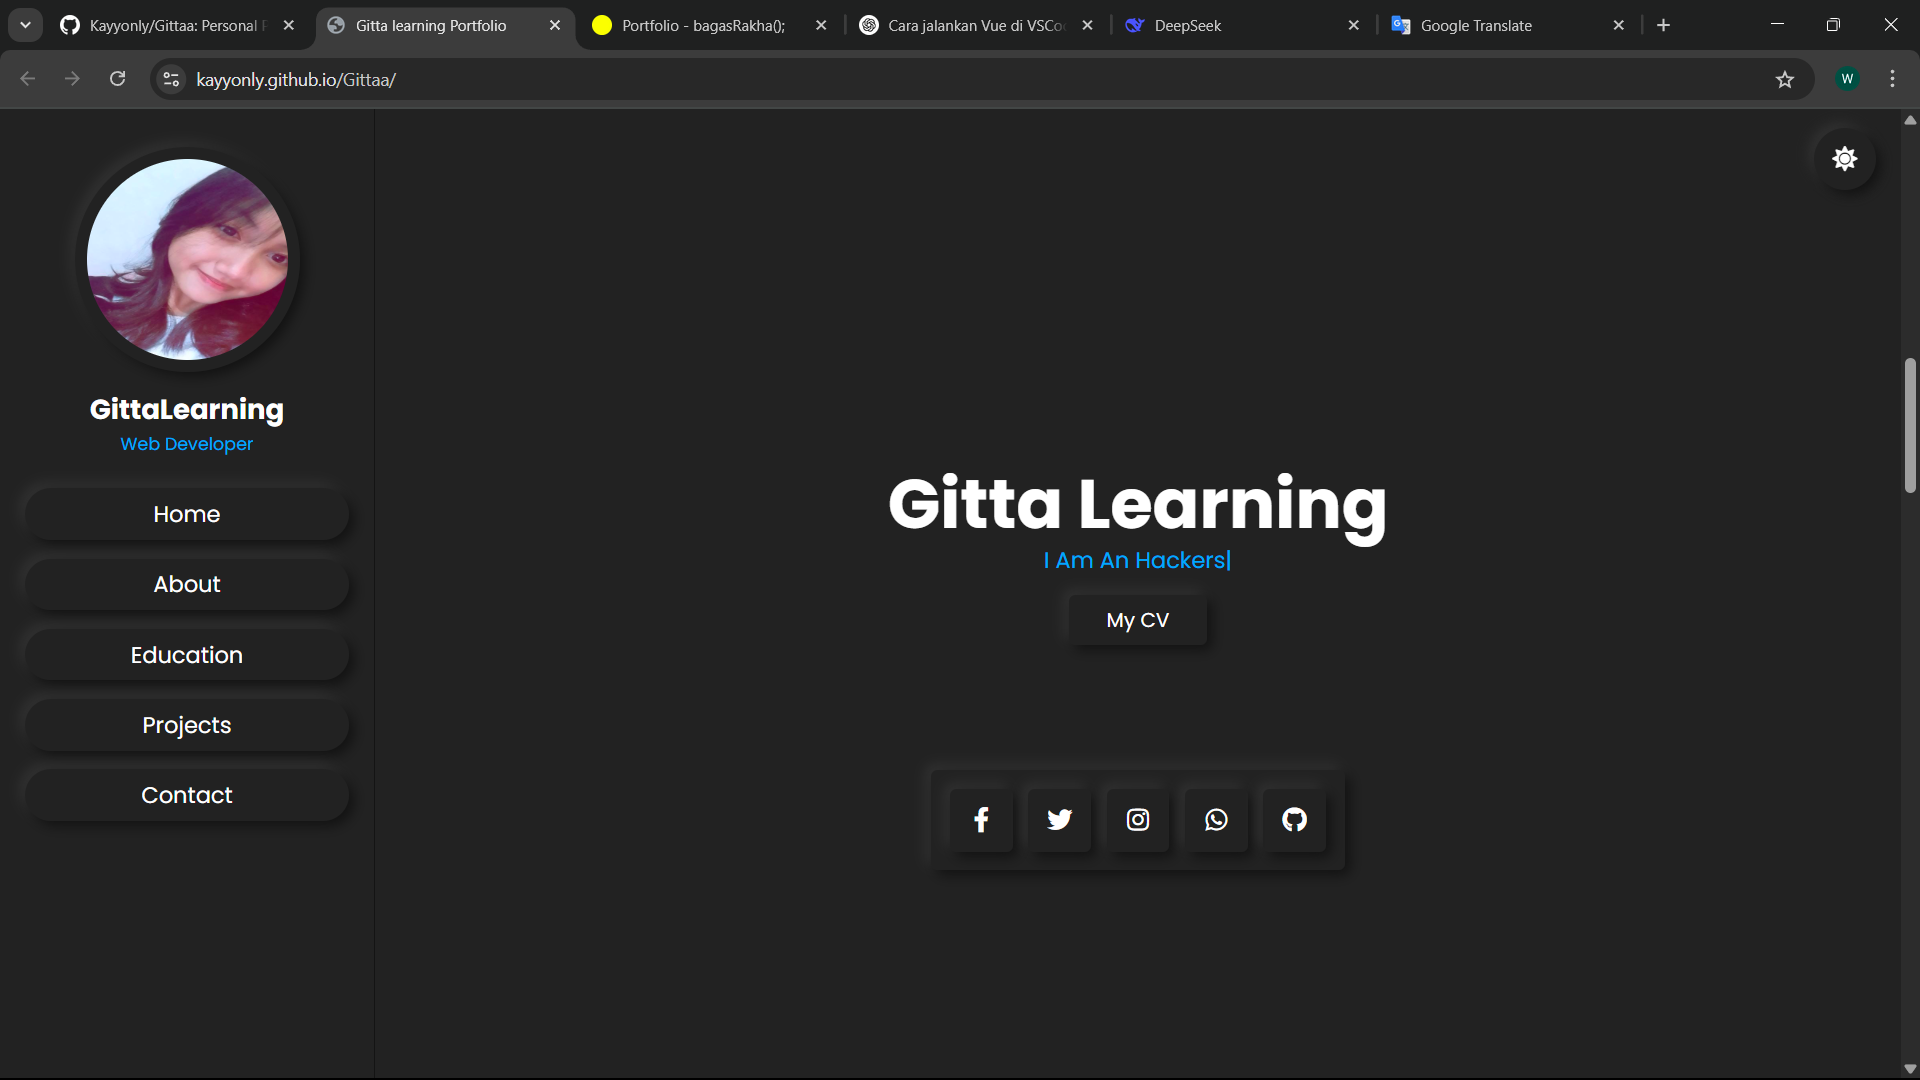 Kayyonly/Gittaa: Personal
Gitta learning Portfolio
Portfolio - bagasRakha();
Cara jalankan Vue di VSCo
DeepSeek
Google Translate
kayyonly.github.io/Gittaa/
W
GittaLearning
Web Developer
Home
About
Education
Projects
Contact
Gitta Learning
I Am An Hackers|
My CV